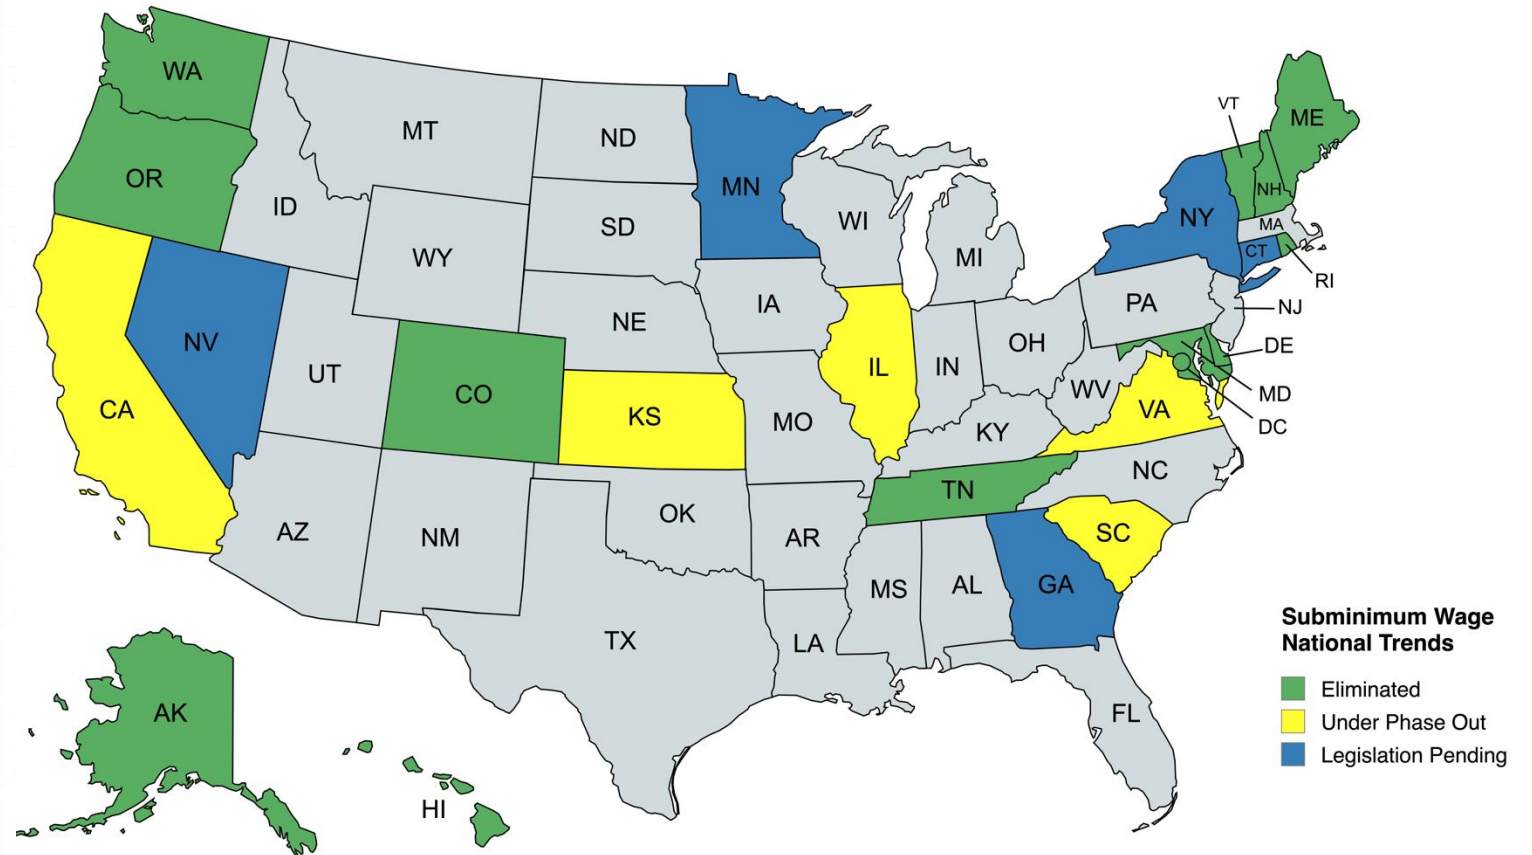 WA
OR
CA
NV
ID
MT
WY
UT
CO
AZ
NM
ND
SD
NE
KS
OK
TX
MN
IA
MO
AR
LA
WI
IL
MI
IN
OH
KY
TN
MS
AL
GA
FL
SC
NC
VA
WV
PA
NY
VT
NH
ME
MA
CT
RI
NJ
DE
MD
DC
AK
HI
Subminimum Wage
National Trends
Eliminated
Under Phase Out
Legislation Pending